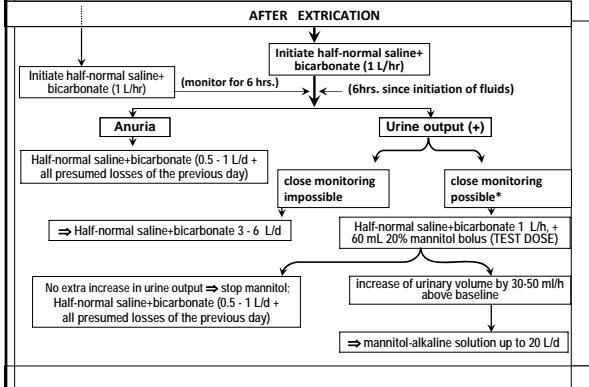 AFTER EXTRICATION
Initiate half-normal saline+
bicarbonate (1 L/hr)
Initiate half-normal saline+
bicarbonate (1 L/hr)
(monitor for 6 hrs.)
(6hrs. since initiation of fluids)
Anuria
Urine output (+)
Half-normal saline+bicarbonate (0.5 - 1 L/d +
all presumed losses of the previous day)
close monitoring
impossible
close monitoring
possible*
⇒ Half-normal saline+bicarbonate 3 - 6 L/d
Half-normal saline+bicarbonate 1 L/h, +
60 mL 20% mannitol bolus (TEST DOSE)
No extra increase in urine output ⇒ stop mannitol;
Half-normal saline+bicarbonate (0.5 - 1 L/d +
all presumed losses of the previous day)
increase of urinary volume by 30-50 ml/h
above baseline
⇒ mannitol-alkaline solution up to 20 L/d